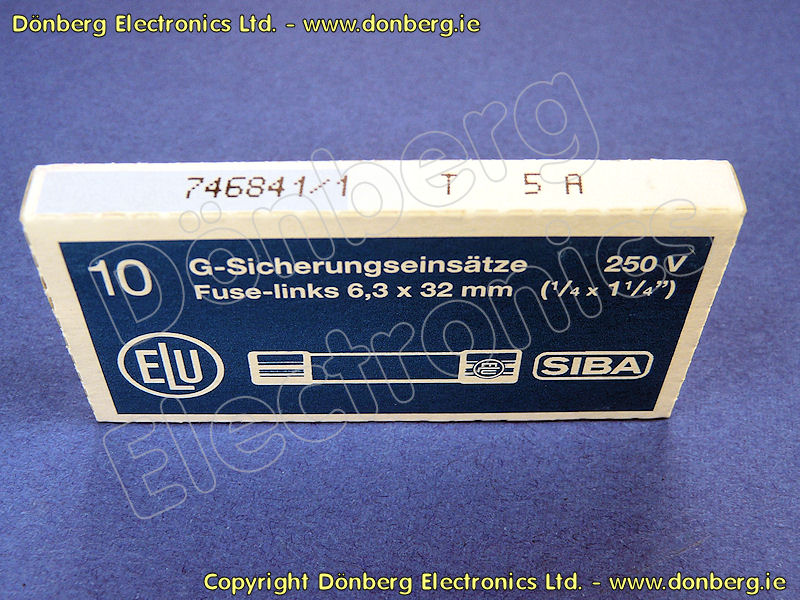 Dönberg Electronics Ltd. - www.donberg.ie
746841/1 T 5 A
10 G-Sicherungseinsätze 250 V
Fuse-links 6,3 x 32 mm (1/4 x 1 1/4")
ELU SIBA
Dönberg
Electronics
Copyright Dönberg Electronics Ltd. - www.donberg.ie